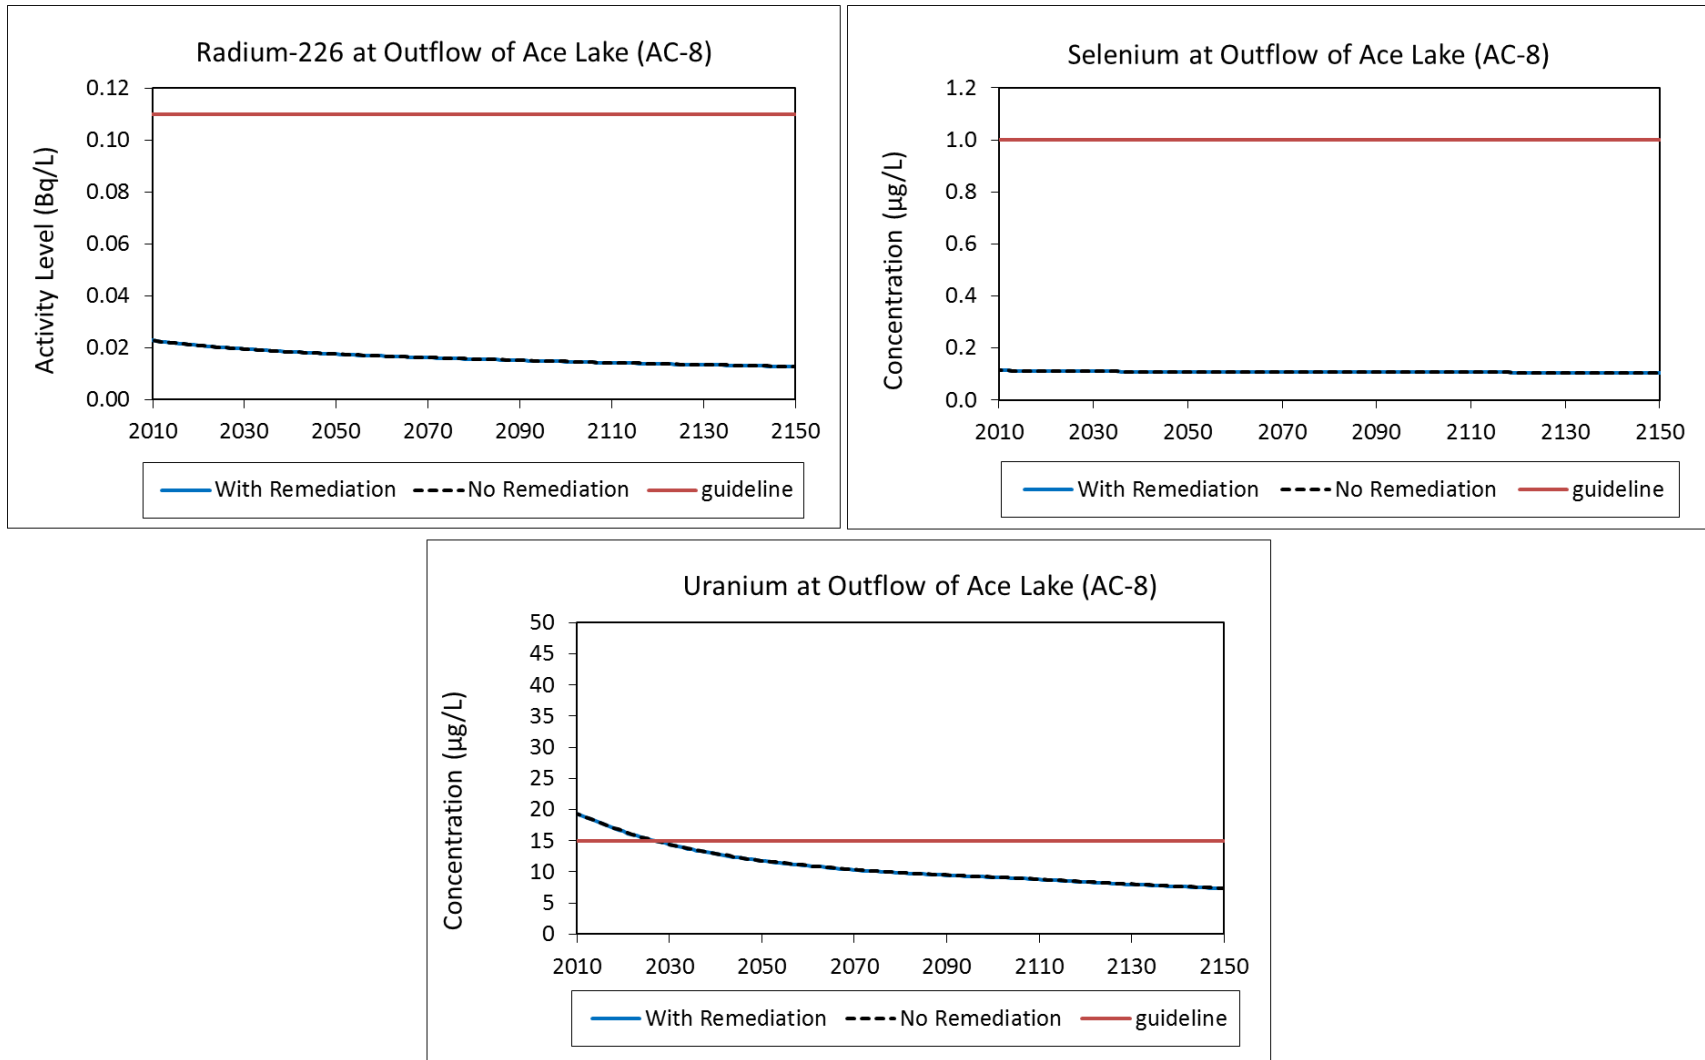 Radium-226 at Outflow of Ace Lake (AC-8)
Activity Level (Bq/L)
0.12
0.10
0.08
0.06
0.04
0.02
0.00
2010 2030 2050 2070 2090 2110 2130 2150
With Remediation No Remediation guideline
Selenium at Outflow of Ace Lake (AC-8)
Concentration (µg/L)
1.2
1.0
0.8
0.6
0.4
0.2
0.0
2010 2030 2050 2070 2090 2110 2130 2150
With Remediation No Remediation guideline
Uranium at Outflow of Ace Lake (AC-8)
Concentration (µg/L)
50
45
40
35
30
25
20
15
10
5
0
2010 2030 2050 2070 2090 2110 2130 2150
With Remediation No Remediation guideline